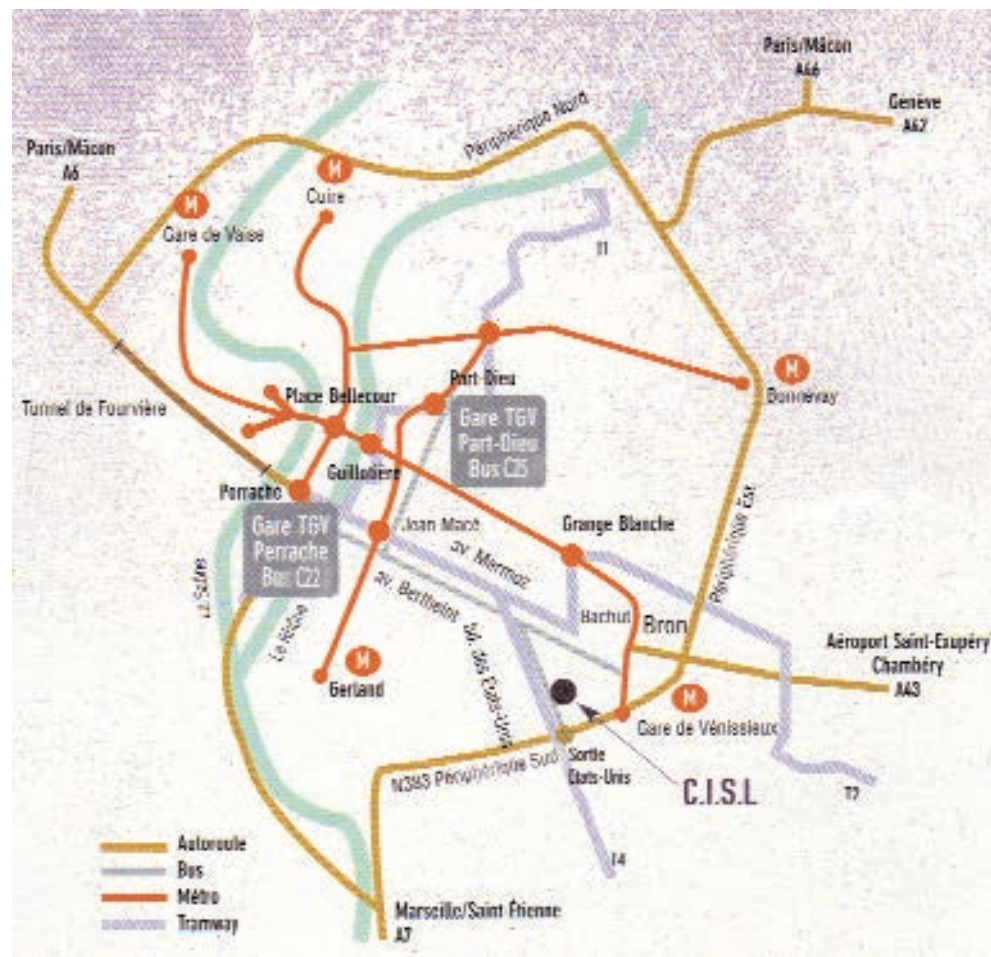 Paris/Mâcon
A46
Genève
A42
Périphérique Nord
Paris/Mâcon
A6
M
Cuire
M
Gare de Vaise
T1
M
Bonnevay
Part-Dieu
Place Bellecour
Tunnel de Fourvière
Gare TGV
Part-Dieu
Bus C25
Guillotière
Perrache
Gare TGV
Perrache
Bus C22
Jean Macé
Grange Blanche
av. Mermoz
Périphérique Est
La Saône
av. Berthelot
Le Rhône
Bachut
Bron
bd. des Etats-Unis
Aéroport Saint-Exupéry
Chambéry
A43
M
Gerland
M
Gare de Vénissieux
N383 Périphérique Sud
Sortie
Etats-Unis
C.I.S.L
T2
T4
Autoroute
Bus
Métro
Tramway
Marseille/Saint Étienne
A7